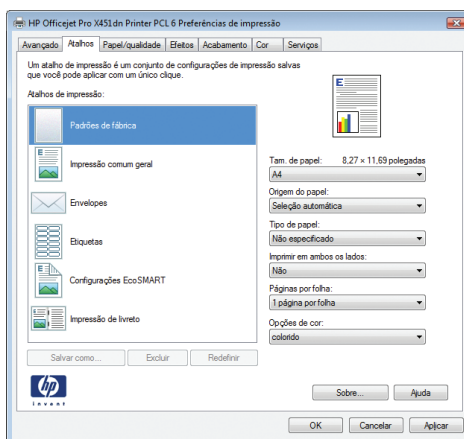 HP Officejet Pro X451dn Printer PCL 6 Preferências de impressão
Avançado Atalhos Papel/qualidade Efeitos Acabamento Cor Serviços
Um atalho de impressão é um conjunto de configurações de impressão salvas
que você pode aplicar com um único clique.
Atalhos de impressão:
Padrões de fábrica
Impressão comum geral
Envelopes
Etiquetas
Configurações EcoSMART
Impressão de livreto
Salvar como... Excluir Redefinir
E
Tam. de papel: 8,27 × 11,69 polegadas
A4
Origem do papel:
Seleção automática
Tipo de papel:
Não especificado
Imprimir em ambos os lados:
Não
Páginas por folha:
1 página por folha
Opções de cor:
colorido
hp
invent
Sobre... Ajuda
OK Cancelar Aplicar